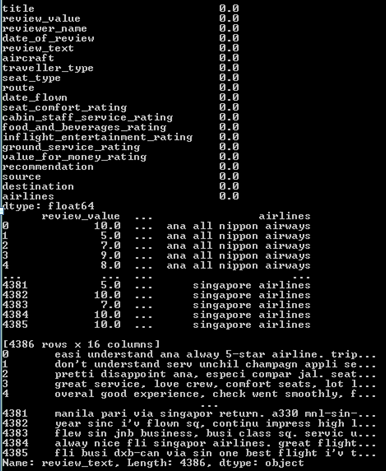 title 0.0
review_value 0.0
reviewer_name 0.0
date_of_review 0.0
review_text 0.0
aircraft 0.0
traveller_type 0.0
seat_type 0.0
route 0.0
date_flown 0.0
seat_comfort_rating 0.0
cabin_staff_service_rating 0.0
food_and_beverages_rating 0.0
inflight_entertainment_rating 0.0
ground_service_rating 0.0
value_for_money_rating 0.0
recommendation 0.0
source 0.0
destination 0.0
airlines 0.0
dtype: float64
review_value ... airlines
0 10.0 ... ana all nippon airways
1 5.0 ... ana all nippon airways
2 7.0 ... ana all nippon airways
3 9.0 ... ana all nippon airways
4 8.0 ... ana all nippon airways
... ... ... ...
4381 5.0 ... singapore airlines
4382 10.0 ... singapore airlines
4383 7.0 ... singapore airlines
4384 10.0 ... singapore airlines
4385 10.0 ... singapore airlines
[4386 rows x 16 columns]
0 easi understand ana alway 5-star airline. trip...
1 don't understand serv unchil champagn appli se...
2 pretti disappoint ana, especi compar jal. seat...
3 great service, love crew, comfort seats, lot l...
4 overal good experience, check went smoothly, f...
...
4381 manila pari via singapor return. a330 mnl-sin-...
4382 year sinc i'v flown sq, continu impress high l...
4383 flew sin jnb business, busi class sq. servic u...
4384 alway nice fli singapor airlines. great flight...
4385 fli busi dxb-can via sin one best flight i'v t...
Name: review_text, Length: 4386, dtype: object